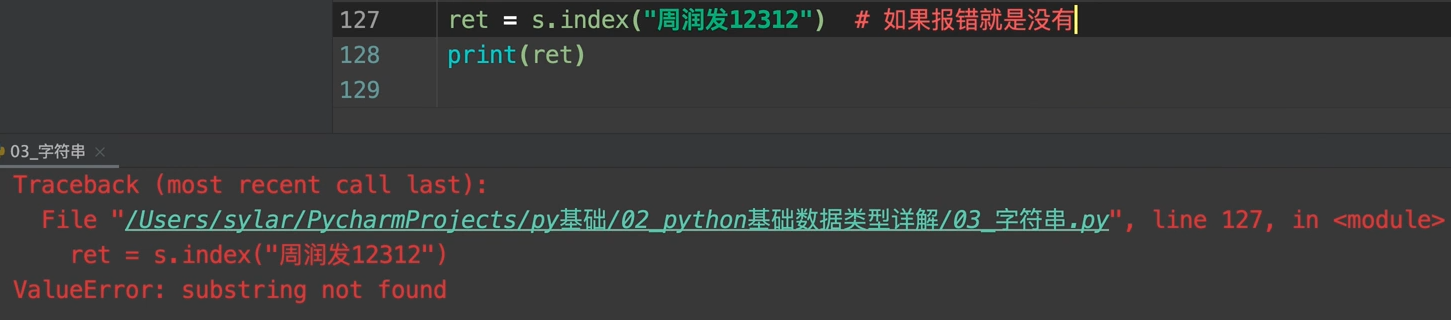 127 ret = s.index("周润发12312") # 如果报错就是没有
128 print(ret)
129
03_字符串 ×
Traceback (most recent call last):
File "/Users/sylar/PycharmProjects/py基础/02_python基础数据类型详解/03_字符串.py", line 127, in <module>
ret = s.index("周润发12312")
ValueError: substring not found